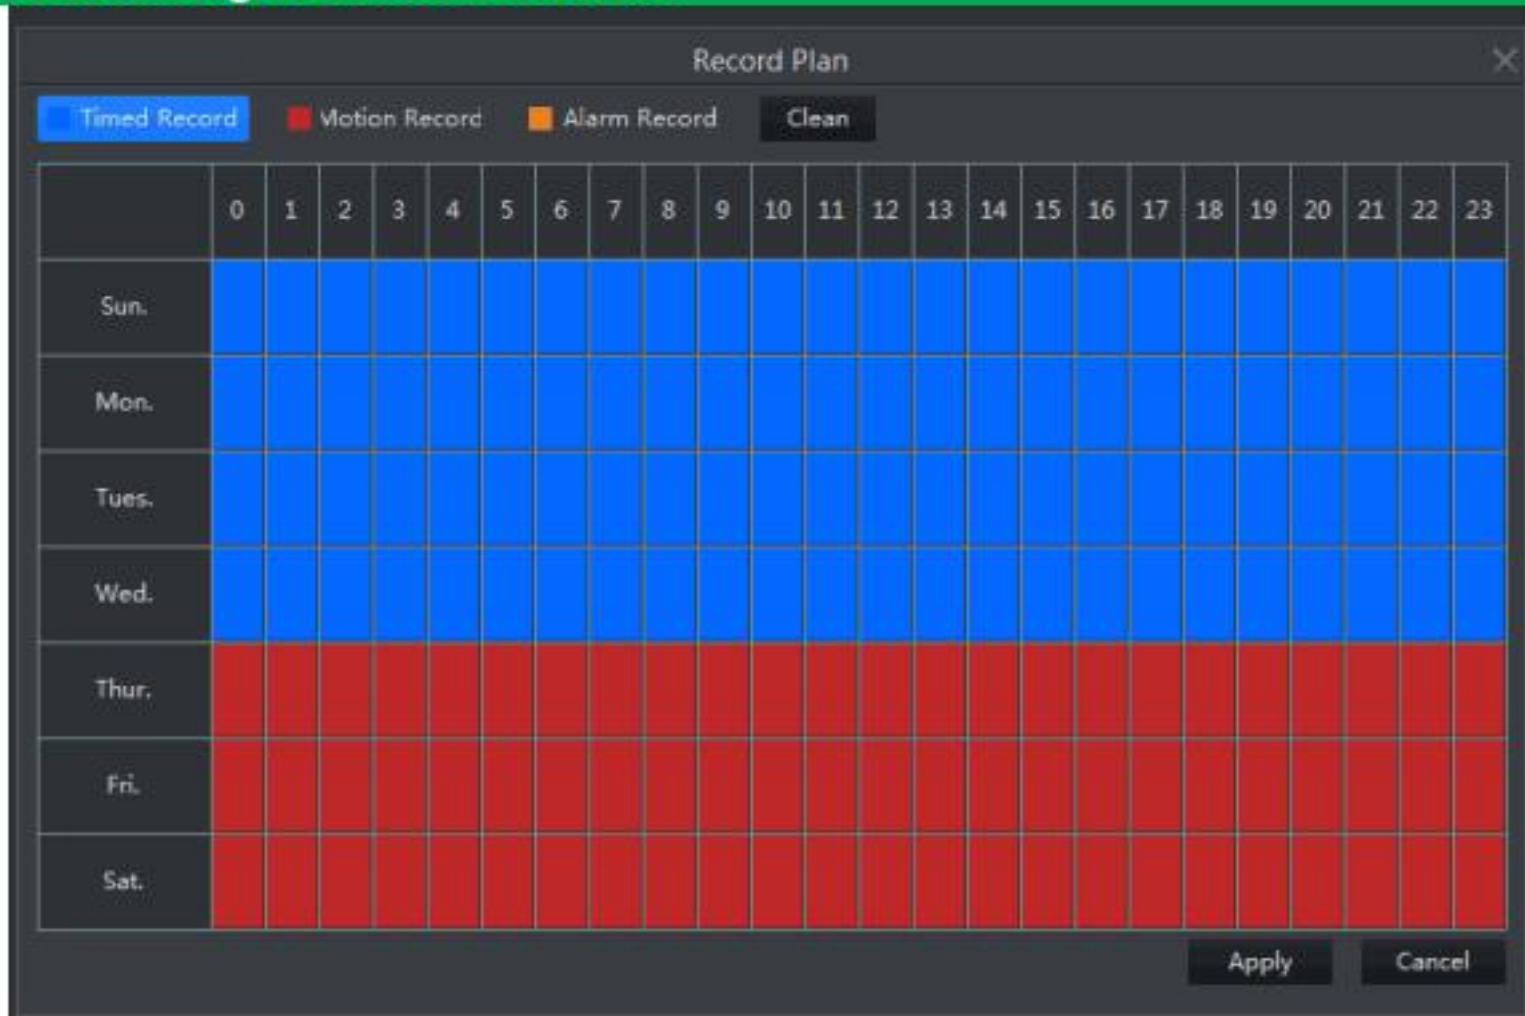 Record Plan
Timed Record Motion Record Alarm Record Clean
0 1 2 3 4 5 6 7 8 9 10 11 12 13 14 15 16 17 18 19 20 21 22 23
Sun.
Mon.
Tues.
Wed.
Thur.
Fri.
Sat.
Apply Cancel